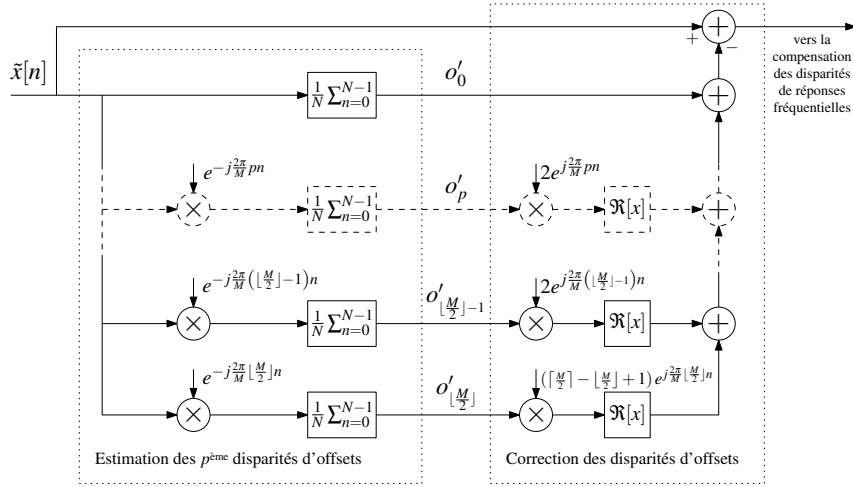 x̃[n]
+
−
vers la
compensation
des disparités
de réponses
fréquentielles
1/N ∑_{n=0}^{N−1}
o′_0
+
e^{−j(2π/M)pn}
×
1/N ∑_{n=0}^{N−1}
o′_p
2e^{j(2π/M)pn}
×
ℜ[x]
+
e^{−j(2π/M)(⌊M/2⌋−1)n}
×
1/N ∑_{n=0}^{N−1}
o′_{⌊M/2⌋−1}
2e^{j(2π/M)(⌊M/2⌋−1)n}
×
ℜ[x]
+
e^{−j(2π/M)⌊M/2⌋n}
×
1/N ∑_{n=0}^{N−1}
o′_{⌊M/2⌋}
(⌈M/2⌉−⌊M/2⌋+1) e^{j(2π/M)⌊M/2⌋n}
×
ℜ[x]
Estimation des p^{ème} disparités d'offsets
Correction des disparités d'offsets